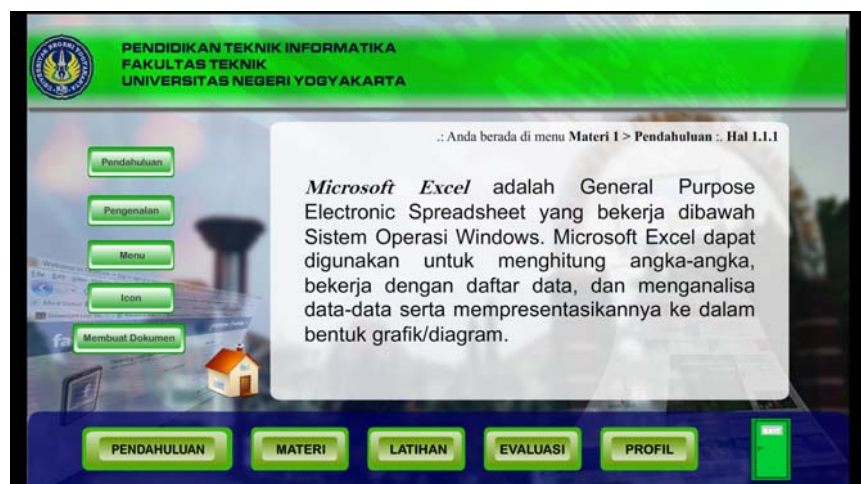 PENDIDIKAN TEKNIK INFORMATIKA
FAKULTAS TEKNIK
UNIVERSITAS NEGERI YOGYAKARTA
.: Anda berada di menu Materi 1 > Pendahuluan :. Hal 1.1.1
Pendahuluan
Pengenalan
Menu
Icon
Membuat Dokumen
Microsoft Excel adalah General Purpose
Electronic Spreadsheet yang bekerja dibawah
Sistem Operasi Windows. Microsoft Excel dapat
digunakan untuk menghitung angka-angka,
bekerja dengan daftar data, dan menganalisa
data-data serta mempresentasikannya ke dalam
bentuk grafik/diagram.
PENDAHULUAN
MATERI
LATIHAN
EVALUASI
PROFIL
EXIT